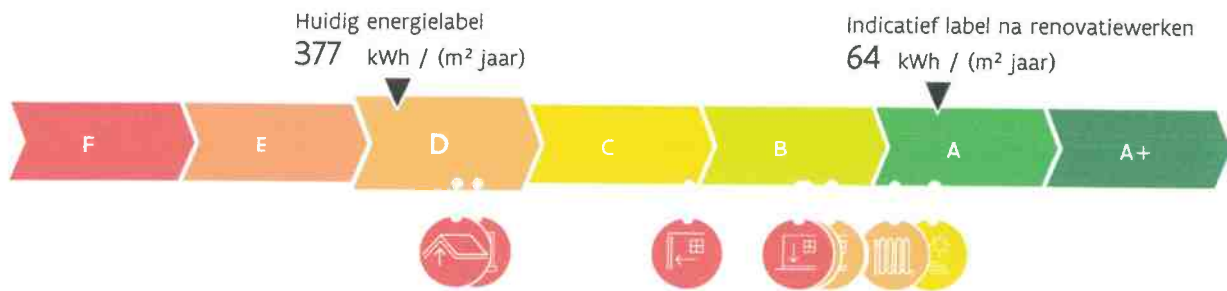 Huidig energielabel
377 kWh / (m² jaar)
Indicatief label na renovatiewerken
64 kWh / (m² jaar)
F E D C B A A+